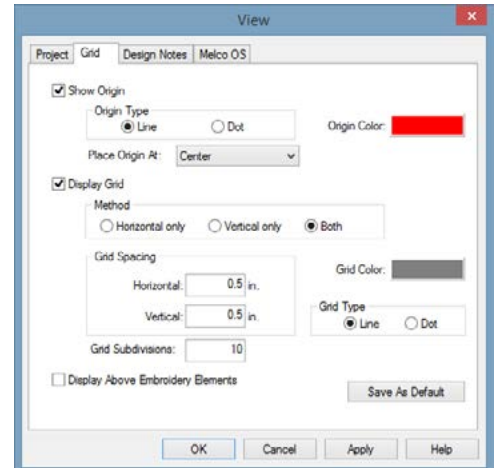 View
Project Grid Design Notes Melco OS
Show Origin
Origin Type
Line Dot Origin Color:
Place Origin At: Center
Display Grid
Method
Horizontal only Vertical only Both
Grid Spacing
Grid Color:
Horizontal: 0.5 in.
Grid Type
Vertical: 0.5 in.
Line Dot
Grid Subdivisions: 10
Display Above Embroidery Elements
Save As Default
OK Cancel Apply Help